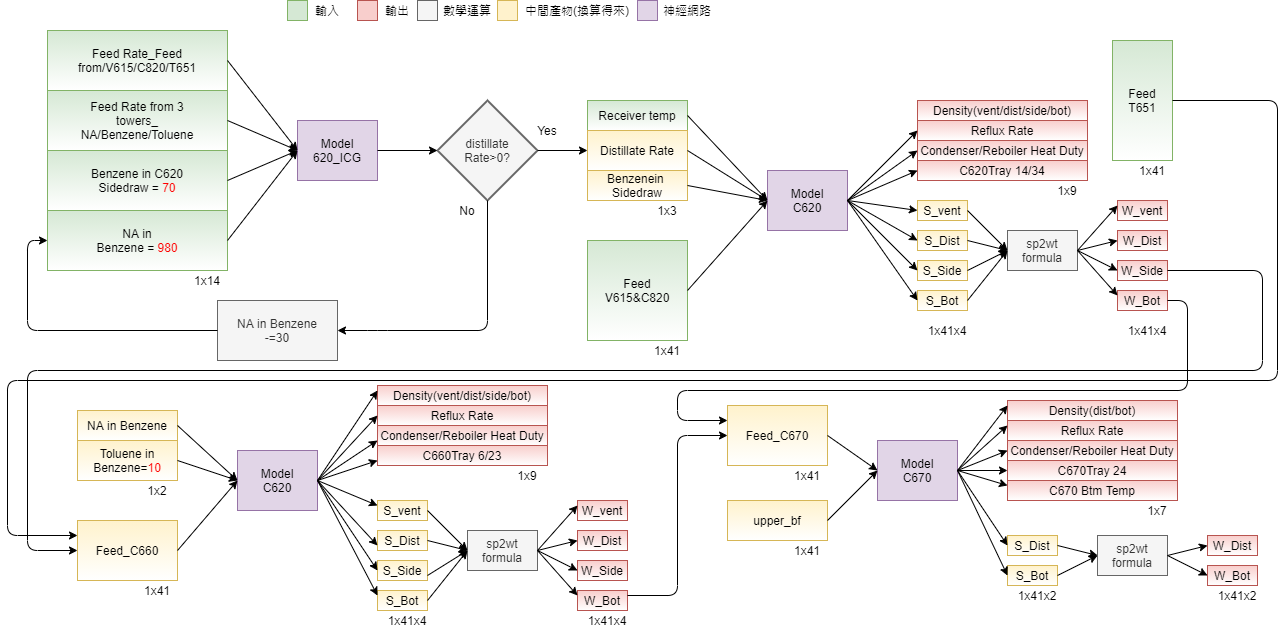 輸入
輸出
數學運算
中間產物(換算得來)
神經網路
Feed Rate_Feed
from/V615/C820/T651
Feed Rate from 3
towers_
NA/Benzene/Toluene
Benzene in C620
Sidedraw = 70
NA in
Benzene = 980
1x14
Model
620_ICG
distillate
Rate>0?
Yes
No
NA in Benzene
-=30
Receiver temp
Distillate Rate
Benzenein
Sidedraw
1x3
Feed
V615&C820
1x41
Model
C620
Density(vent/dist/side/bot)
Reflux Rate
Condenser/Reboiler Heat Duty
C620Tray 14/34
1x9
S_vent
S_Dist
S_Side
S_Bot
1x41x4
sp2wt
formula
W_vent
W_Dist
W_Side
W_Bot
1x41x4
Feed
T651
1x41
NA in Benzene
Toluene in
Benzene=10
1x2
Feed_C660
1x41
Model
C620
Density(vent/dist/side/bot)
Reflux Rate
Condenser/Reboiler Heat Duty
C660Tray 6/23
1x9
S_vent
S_Dist
S_Side
S_Bot
1x41x4
sp2wt
formula
W_vent
W_Dist
W_Side
W_Bot
1x41x4
Feed_C670
1x41
upper_bf
1x41
Model
C670
Density(dist/bot)
Reflux Rate
Condenser/Reboiler Heat Duty
C670Tray 24
C670 Btm Temp
1x7
S_Dist
S_Bot
1x41x2
sp2wt
formula
W_Dist
W_Bot
1x41x2